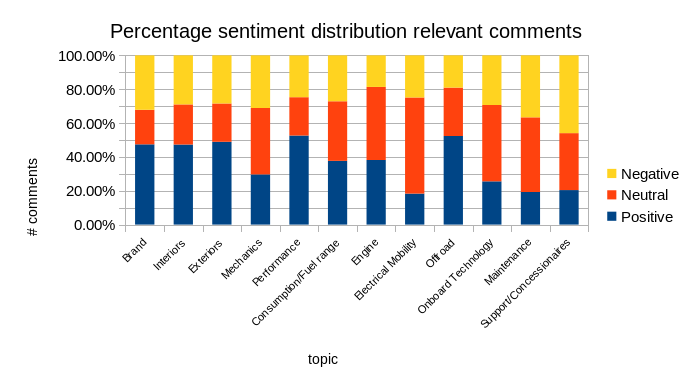 Percentage sentiment distribution relevant comments
100.00%
80.00%
60.00%
40.00%
20.00%
0.00%
# comments
Negative
Neutral
Positive
Brand
Interiors
Exteriors
Mechanics
Performance
Consumption/Fuel range
Engine
Electrical Mobility
Offroad
Onboard Technology
Maintenance
Support/Concessionaires
topic